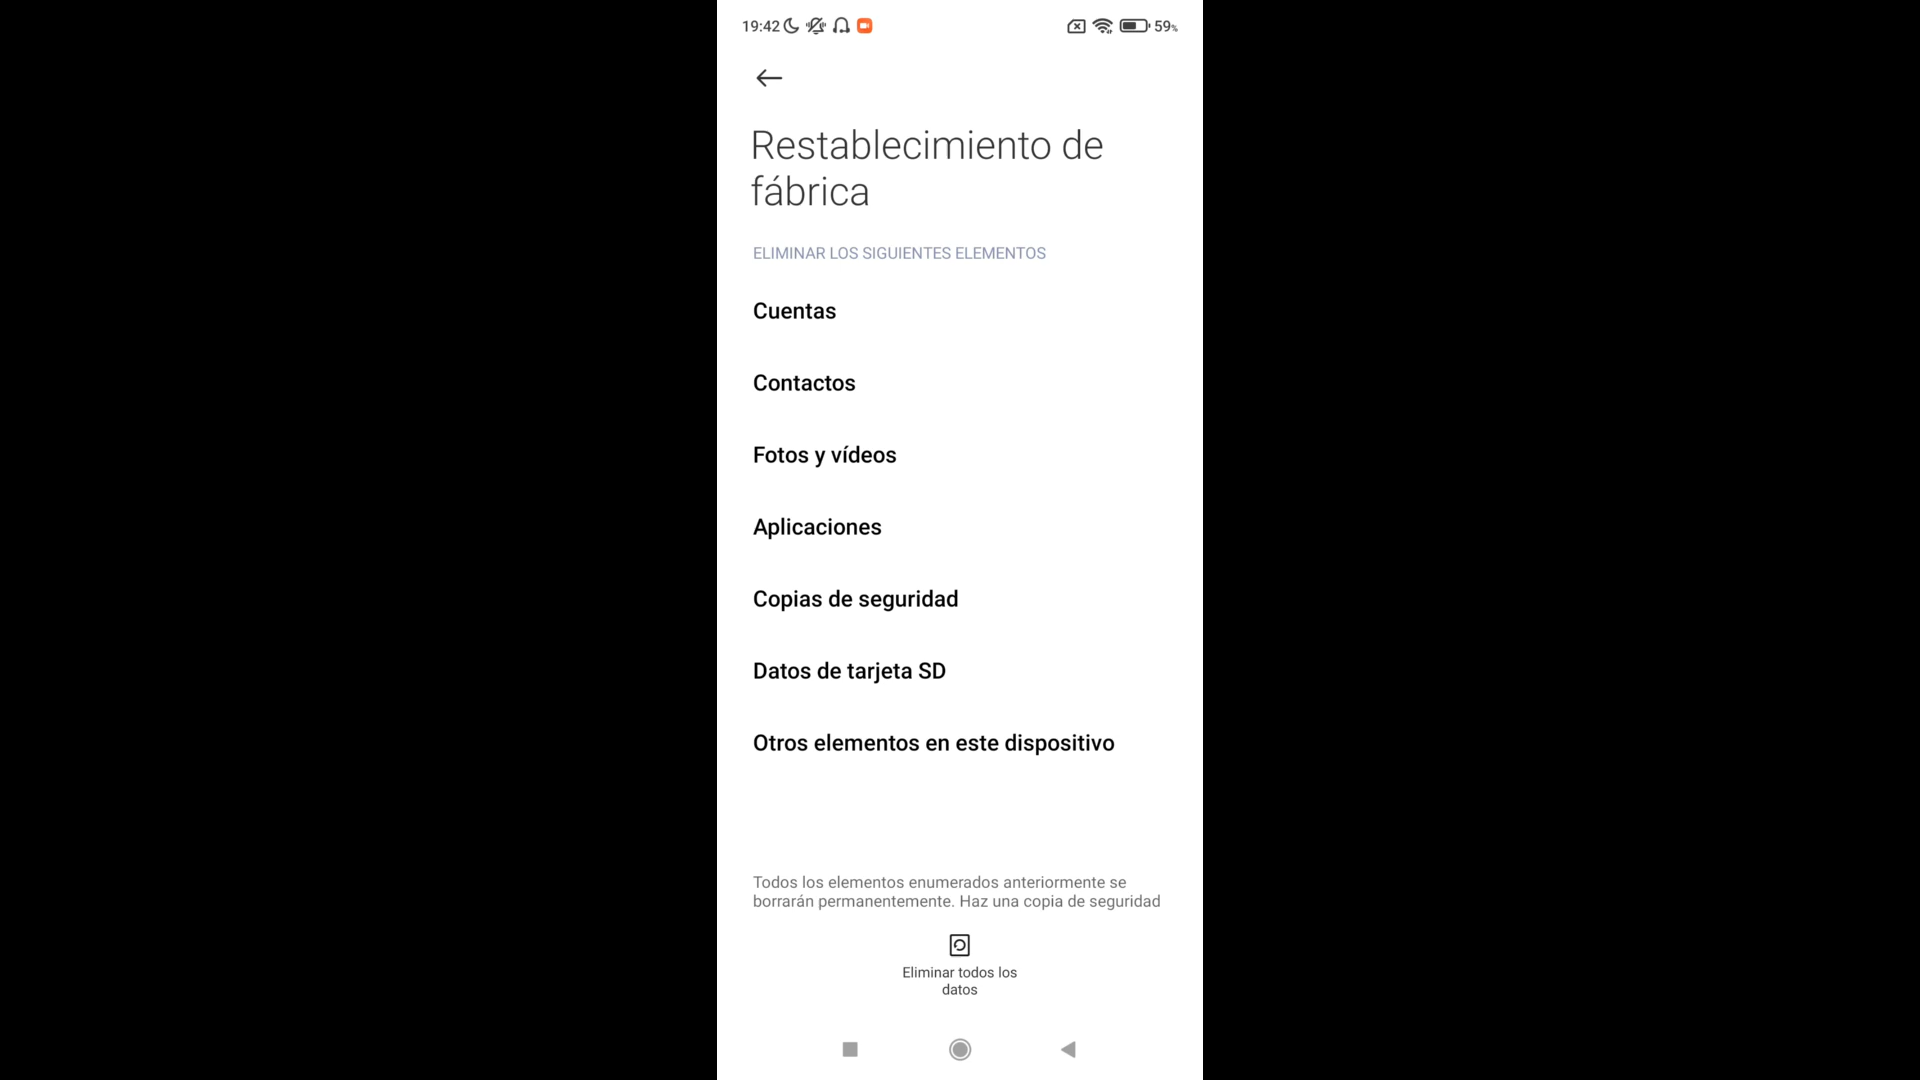 19:42 59%
Restablecimiento de
fábrica
ELIMINAR LOS SIGUIENTES ELEMENTOS
Cuentas
Contactos
Fotos y vídeos
Aplicaciones
Copias de seguridad
Datos de tarjeta SD
Otros elementos en este dispositivo
Todos los elementos enumerados anteriormente se
borrarán permanentemente. Haz una copia de seguridad
Eliminar todos los
datos